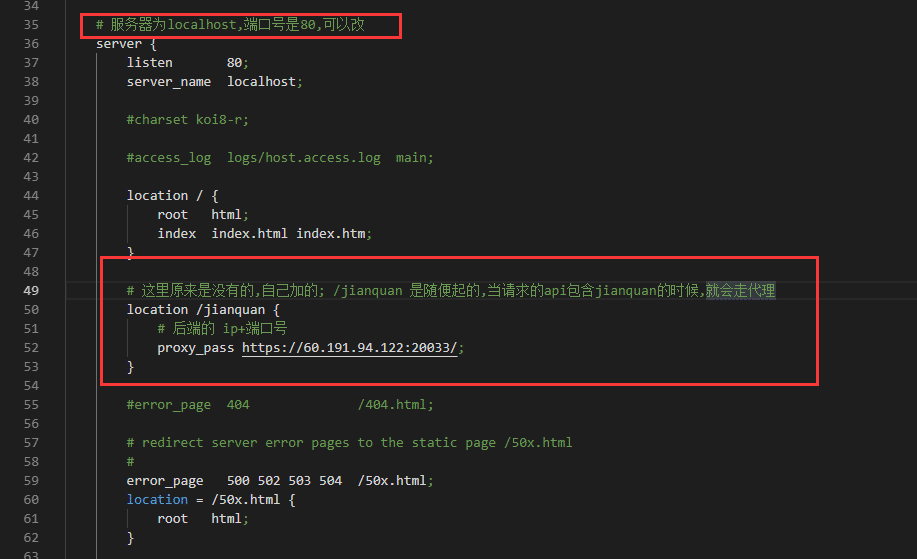 34
35 # 服务器为localhost,端口号是80,可以改
36 server {
37 listen 80;
38 server_name localhost;
39
40 #charset koi8-r;
41
42 #access_log logs/host.access.log main;
43
44 location / {
45 root html;
46 index index.html index.htm;
47 }
48
49 # 这里原来是没有的,自己加的; /jianquan 是随便起的,当请求的api包含jianquan的时候,就会走代理
50 location /jianquan {
51 # 后端的 ip+端口号
52 proxy_pass https://60.191.94.122:20033/;
53 }
54
55 #error_page 404 /404.html;
56
57 # redirect server error pages to the static page /50x.html
58 #
59 error_page 500 502 503 504 /50x.html;
60 location = /50x.html {
61 root html;
62 }
63